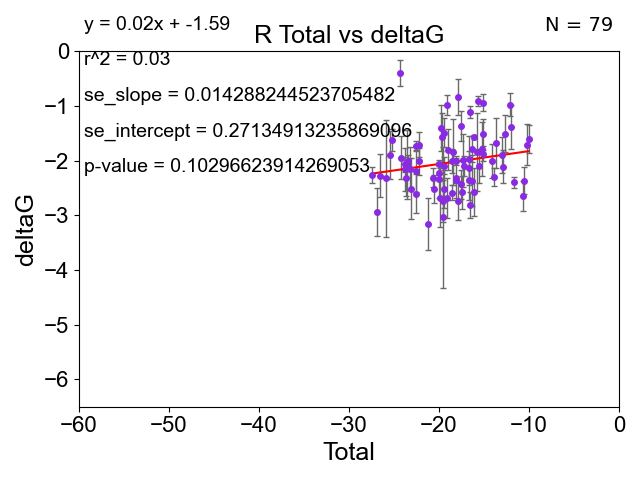 y = 0.02x + -1.59
N = 79
R Total vs deltaG
r^2 = 0.03
se_slope = 0.014288244523705482
se_intercept = 0.27134913235869096
p-value = 0.10296623914269053
deltaG
0
−1
−2
−3
−4
−5
−6
−60
−50
−40
−30
−20
−10
0
Total